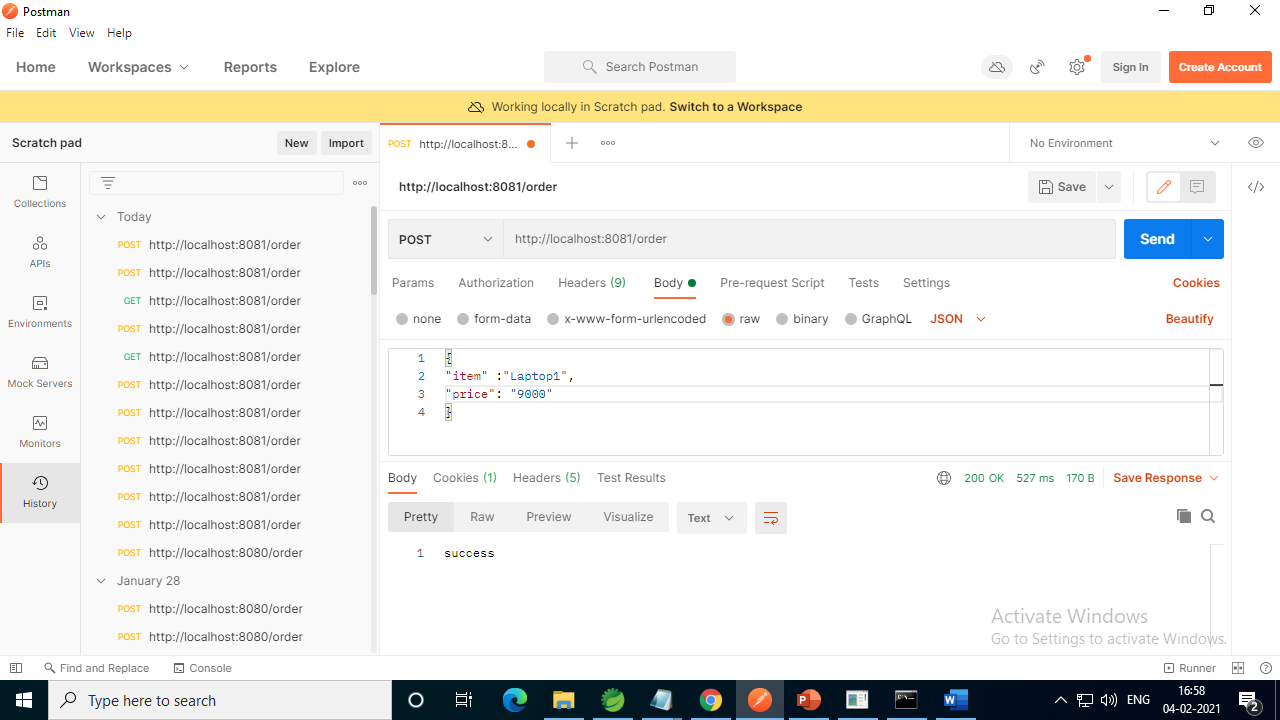 Postman
File Edit View Help
Home Workspaces Reports Explore Search Postman Sign In Create Account
Working locally in Scratch pad. Switch to a Workspace
Scratch pad New Import POST http://localhost:8... No Environment
http://localhost:8081/order Save
Collections
APIs
Environments
Mock Servers
Monitors
History
Today
POST http://localhost:8081/order
POST http://localhost:8081/order
GET http://localhost:8081/order
POST http://localhost:8081/order
GET http://localhost:8081/order
POST http://localhost:8081/order
POST http://localhost:8081/order
POST http://localhost:8081/order
POST http://localhost:8081/order
POST http://localhost:8081/order
POST http://localhost:8081/order
POST http://localhost:8080/order
January 28
POST http://localhost:8080/order
POST http://localhost:8080/order
POST http://localhost:8081/order Send
Params Authorization Headers (9) Body Pre-request Script Tests Settings Cookies
none form-data x-www-form-urlencoded raw binary GraphQL JSON Beautify
1 {
2 "item" :"Laptop1",
3 "price": "9000"
4 }
Body Cookies (1) Headers (5) Test Results 200 OK 527 ms 170 B Save Response
Pretty Raw Preview Visualize Text
1 success
Activate Windows
Go to Settings to activate Windows.
Find and Replace Console Runner
Type here to search ENG 16:58
04-02-2021 2